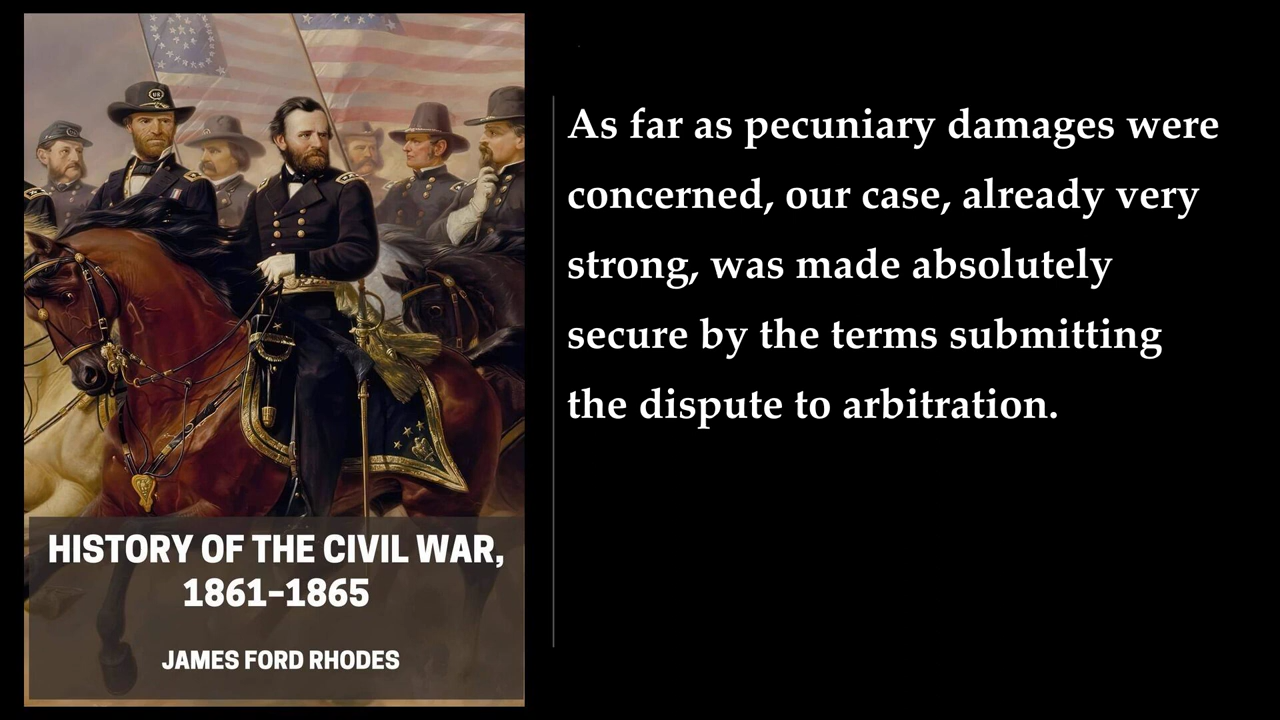 As far as pecuniary damages were
concerned, our case, already very
strong, was made absolutely
secure by the terms submitting
the dispute to arbitration.
HISTORY OF THE CIVIL WAR,
1861–1865
JAMES FORD RHODES